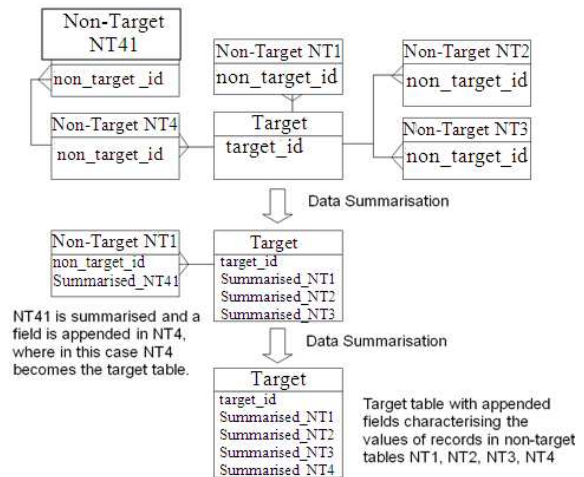 Non-Target
NT41
non_target _id
Non-Target NT1
non_target_id
Non-Target NT2
non_target_id
Non-Target NT4
non_target_id
Target
target_id
Non-Target NT3
non_target_id
Data Summarisation
Non-Target NT1
non_target_id
Summarised_NT41
Target
target_id
Summarised_NT1
Summarised_NT2
Summarised_NT3
NT41 is summarised and a
field is appended in NT4,
where in this case NT4
becomes the target table.
Data Summarisation
Target
target_id
Summarised_NT1
Summarised_NT2
Summarised_NT3
Summarised_NT4
Target table with appended
fields characterising the
values of records in non-target
tables NT1, NT2, NT3, NT4